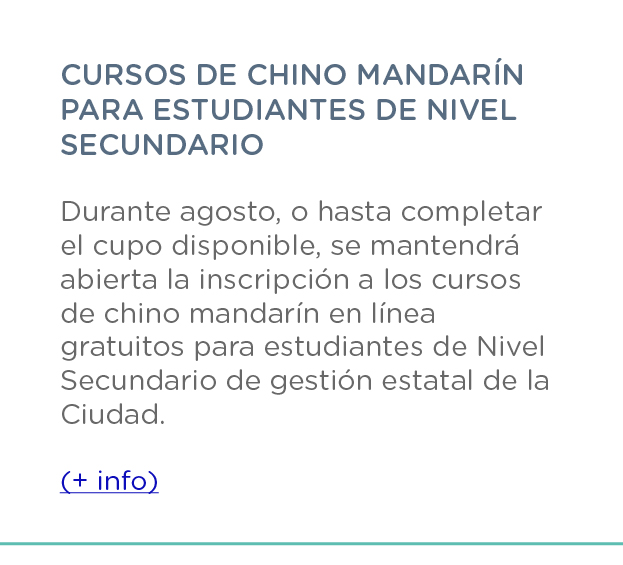 CURSOS DE CHINO MANDARÍN
PARA ESTUDIANTES DE NIVEL
SECUNDARIO
Durante agosto, o hasta completar
el cupo disponible, se mantendrá
abierta la inscripción a los cursos
de chino mandarín en línea
gratuitos para estudiantes de Nivel
Secundario de gestión estatal de la
Ciudad.
(+ info)